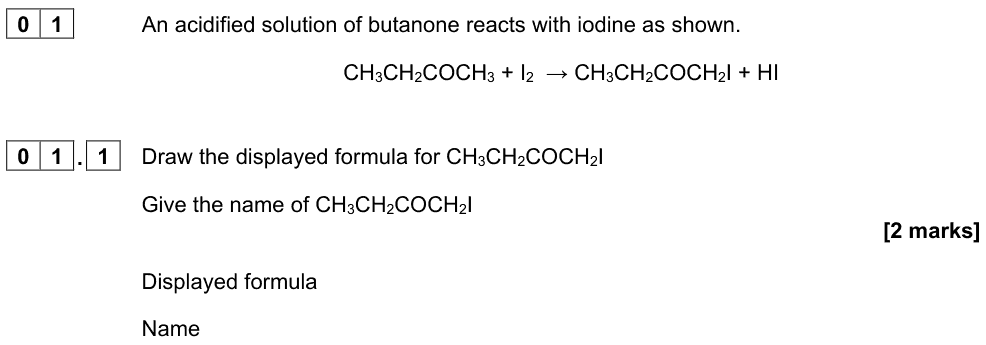 0 1 An acidified solution of butanone reacts with iodine as shown.
CH₃CH₂COCH₃ + I₂ → CH₃CH₂COCH₂I + HI
0 1 . 1 Draw the displayed formula for CH₃CH₂COCH₂I
Give the name of CH₃CH₂COCH₂I
[2 marks]
Displayed formula
Name